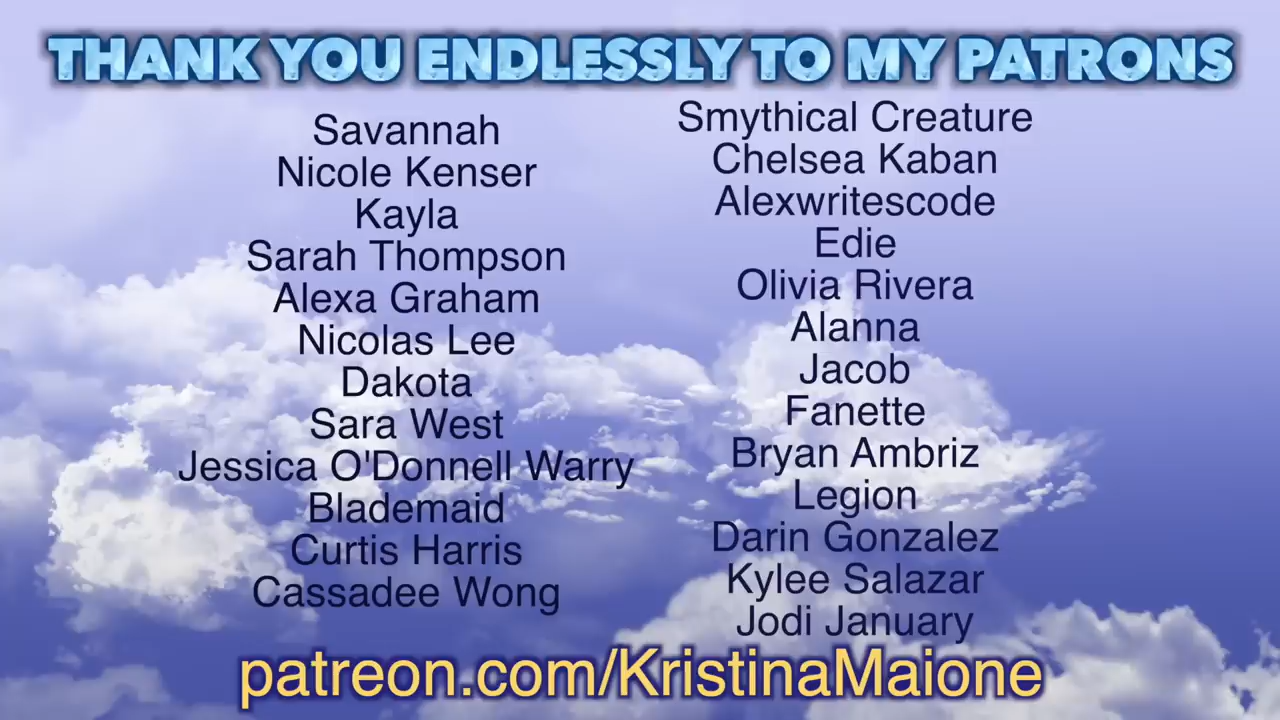 THANK YOU ENDLESSLY TO MY PATRONS
Savannah
Nicole Kenser
Kayla
Sarah Thompson
Alexa Graham
Nicolas Lee
Dakota
Sara West
Jessica O'Donnell Warry
Blademaid
Curtis Harris
Cassadee Wong
Smythical Creature
Chelsea Kaban
Alexwritescode
Edie
Olivia Rivera
Alanna
Jacob
Fanette
Bryan Ambriz
Legion
Darin Gonzalez
Kylee Salazar
Jodi January
patreon.com/KristinaMaione